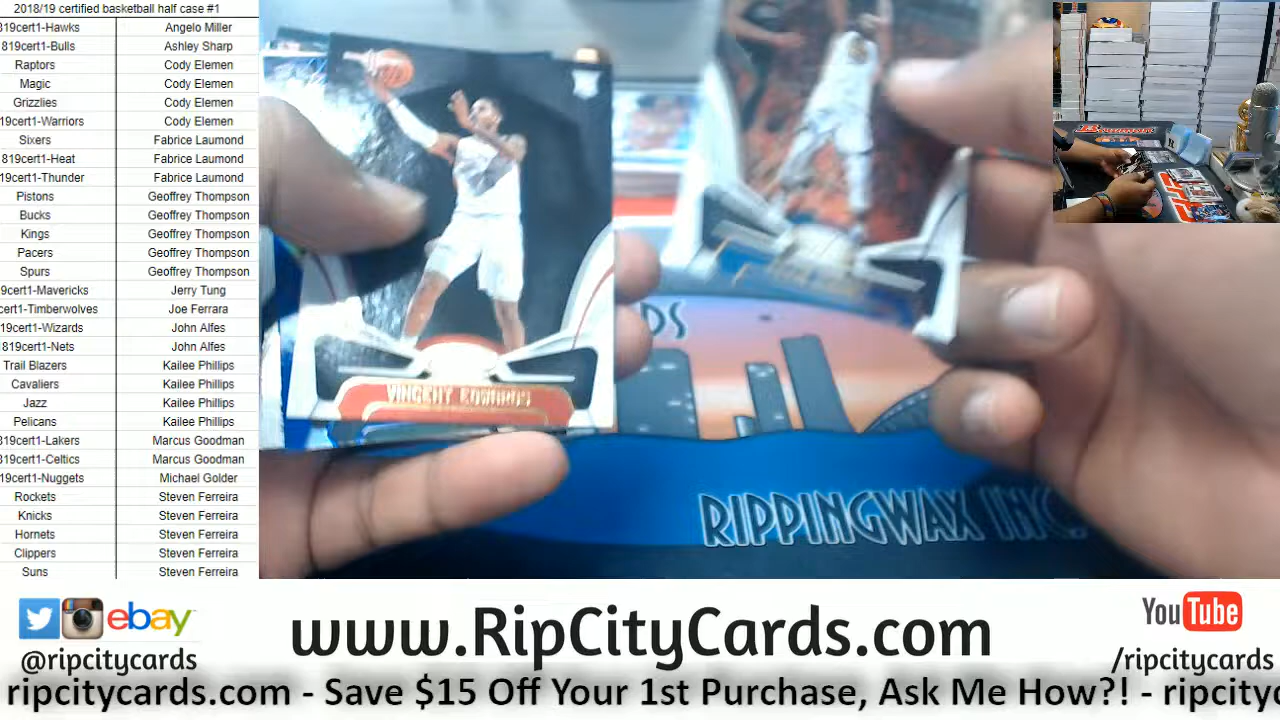 2018/19 certified basketball half case #1
319cert1-Hawks Angelo Miller
819cert1-Bulls Ashley Sharp
Raptors Cody Elemen
Magic Cody Elemen
Grizzlies Cody Elemen
19cert1-Warriors Cody Elemen
Sixers Fabrice Laumond
819cert1-Heat Fabrice Laumond
19cert1-Thunder Fabrice Laumond
Pistons Geoffrey Thompson
Bucks Geoffrey Thompson
Kings Geoffrey Thompson
Pacers Geoffrey Thompson
Spurs Geoffrey Thompson
9cert1-Mavericks Jerry Tung
cert1-Timberwolves Joe Ferrara
19cert1-Wizards John Alfes
819cert1-Nets John Alfes
Trail Blazers Kailee Phillips
Cavaliers Kailee Phillips
Jazz Kailee Phillips
Pelicans Kailee Phillips
319cert1-Lakers Marcus Goodman
819cert1-Celtics Marcus Goodman
19cert1-Nuggets Michael Golder
Rockets Steven Ferreira
Knicks Steven Ferreira
Hornets Steven Ferreira
Clippers Steven Ferreira
Suns Steven Ferreira
VINCENT EDWARDS
DS
RIPPINGWAX INC.
ebay
@ripcitycards
www.RipCityCards.com
YouTube
/ripcitycards
ripcitycards.com - Save $15 Off Your 1st Purchase, Ask Me How?! - ripcity